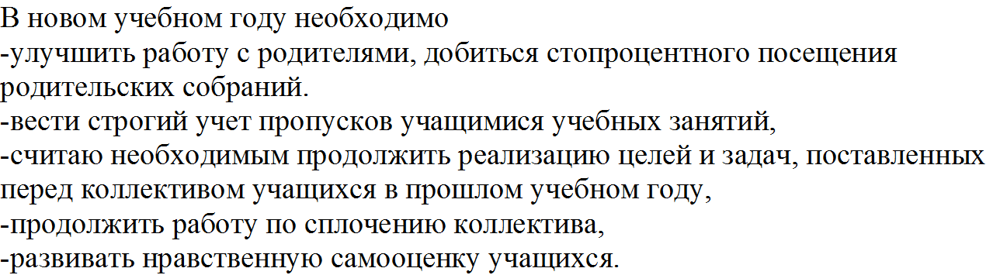 В новом учебном году необходимо
-улучшить работу с родителями, добиться стопроцентного посещения
родительских собраний.
-вести строгий учет пропусков учащимися учебных занятий,
-считаю необходимым продолжить реализацию целей и задач, поставленных
перед коллективом учащихся в прошлом учебном году,
-продолжить работу по сплочению коллектива,
-развивать нравственную самооценку учащихся.